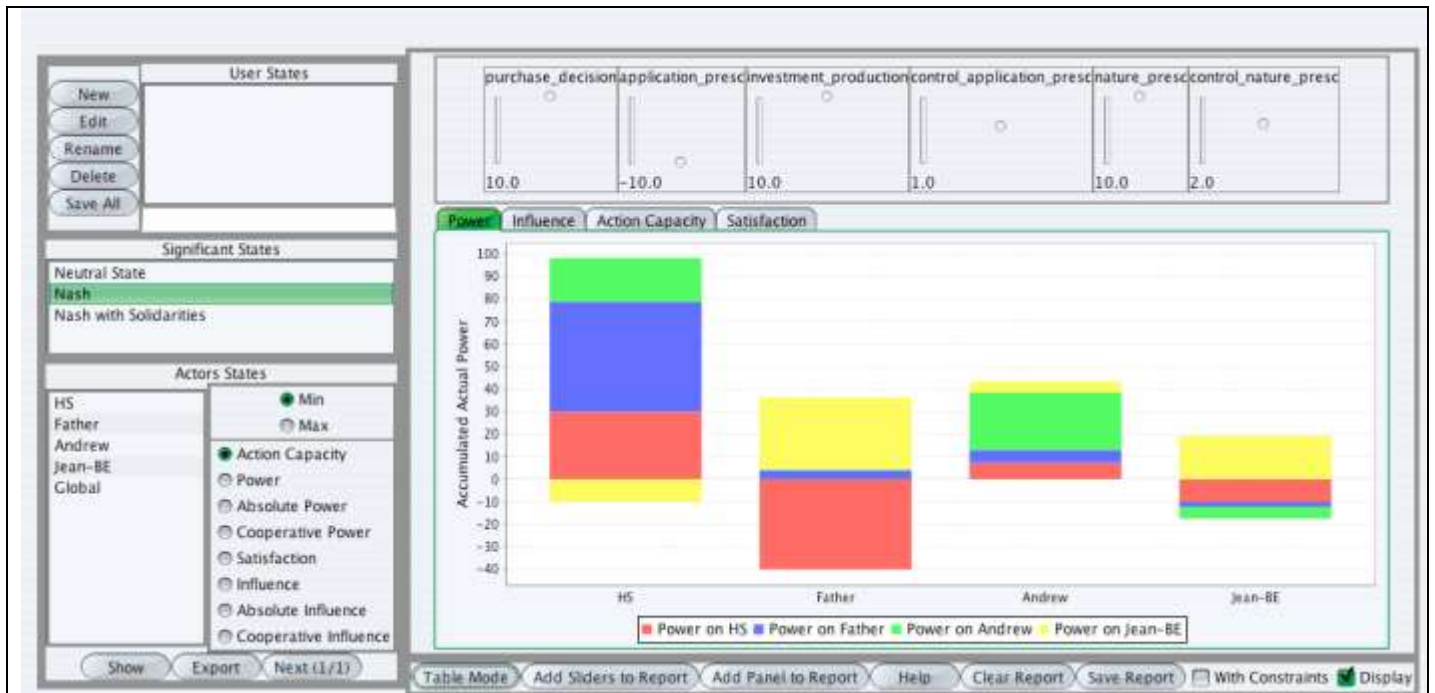 User States
New
Edit
Rename
Delete
Save All
Significant States
Neutral State
Nash
Nash with Solidarities
Actors States
HS
Father
Andrew
Jean-BE
Global
Min
Max
Action Capacity
Power
Absolute Power
Cooperative Power
Satisfaction
Influence
Absolute Influence
Cooperative Influence
Show Export Next (1/1)
purchase_decision application_presc investment_production control_application_presc nature_presc control_nature_presc
10.0 -10.0 10.0 1.0 10.0 2.0
Power Influence Action Capacity Satisfaction
Accumulated Actual Power
100
90
80
70
60
50
40
30
20
10
0
-10
-20
-30
-40
HS Father Andrew Jean-BE
Power on HS Power on Father Power on Andrew Power on Jean-BE
Table Mode Add Sliders to Report Add Panel to Report Help Clear Report Save Report With Constraints Display